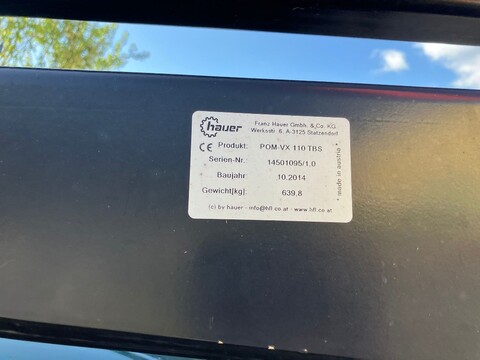 hauer
Franz Hauer GmbH. & Co. KG.
Werksstr. 6, A-3125 Statzendorf
CE Produkt: POM-VX 110 TBS
Serien-Nr.: 14501095/1,0
Baujahr: 10.2014
Gewicht[kg]: 639,8
(c) by hauer - info@hfl.co.at - www.hfl.co.at
* made in austria *